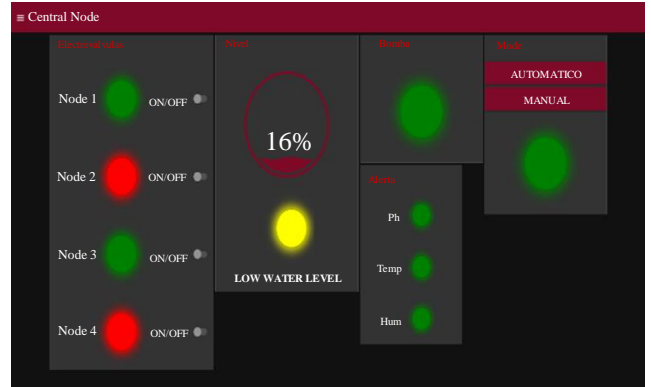 ≡ Central Node
Electrovalvular
Node 1 ON/OFF
Node 2 ON/OFF
Node 3 ON/OFF
Node 4 ON/OFF
Nivel
16%
LOW WATER LEVEL
Bomba
Alerta
Ph
Temp
Hum
Modo
AUTOMATICO
MANUAL